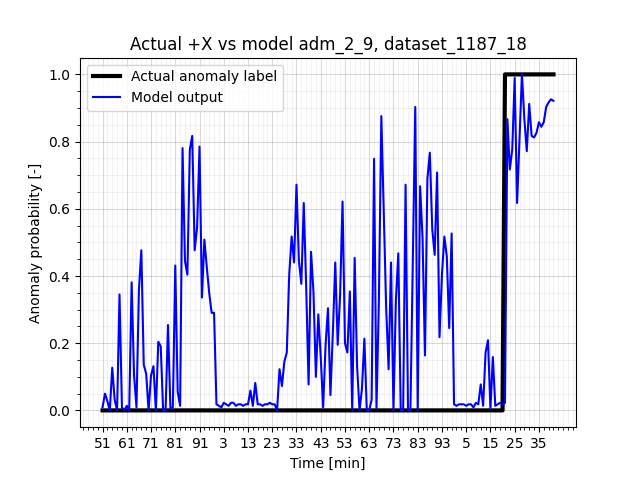 Actual +X vs model adm_2_9, dataset_1187_18
Actual anomaly label
Model output
Anomaly probability [-]
1.0
0.8
0.6
0.4
0.2
0.0
51 61 71 81 91 3 13 23 33 43 53 63 73 83 93 5 15 25 35
Time [min]